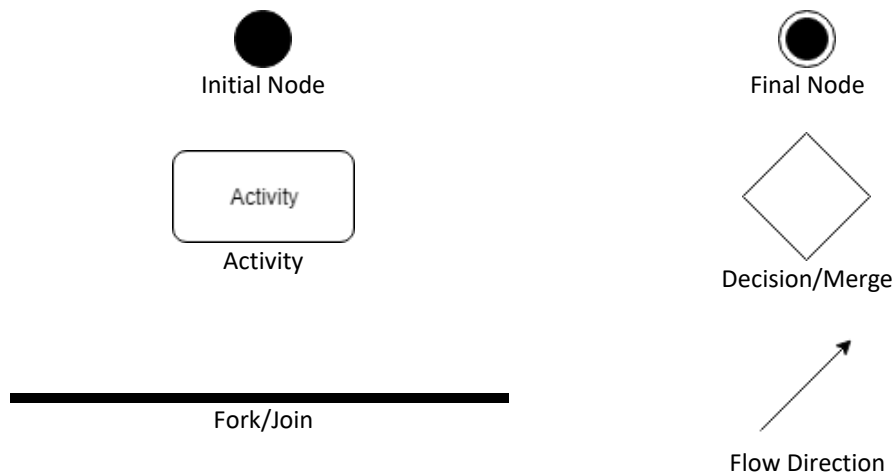 Initial Node
Final Node
Activity
Activity
Decision/Merge
Fork/Join
Flow Direction